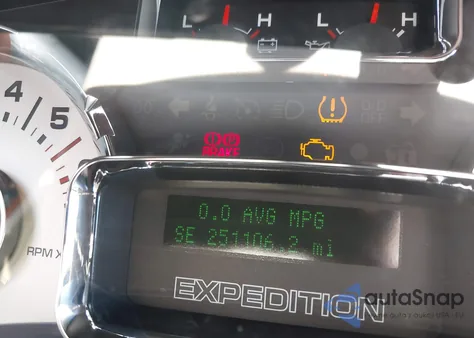 L H L H
4
5
BRAKE
0.0 AVG MPG
SE 251106.2 mi
RPM X
EXPEDITION
autoSnap